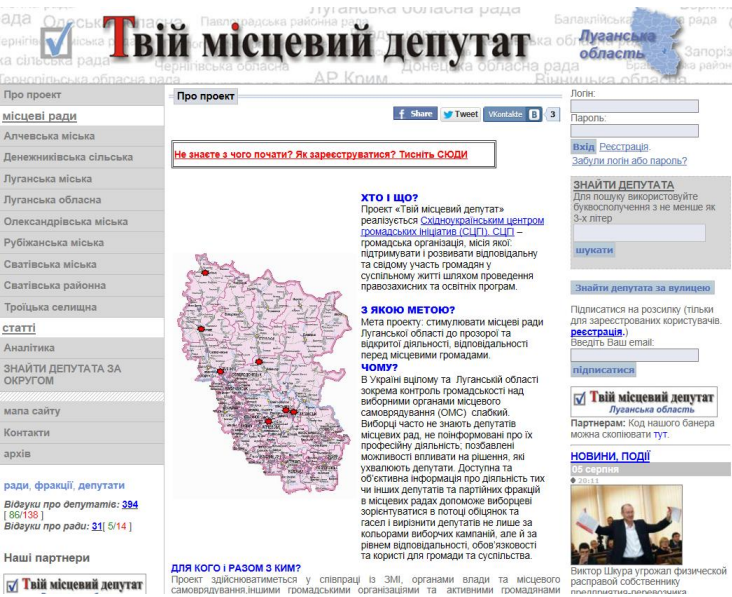 Луганська обласна рада
Твій місцевий депутат
Луганська
область
Про проект
місцеві ради
Алчевська міська
Денежниківська сільська
Луганська міська
Луганська обласна
Олександрівська міська
Рубіжанська міська
Сватівська міська
Сватівська районна
Троїцька селищна
статті
Аналітика
ЗНАЙТИ ДЕПУТАТА ЗА
ОКРУГОМ
мапа сайту
Контакти
архів
ради, фракції, депутати
Відгуки про депутатів: 394
[ 86/138 ]
Відгуки про ради: 31[ 5/14 ]
Наші партнери
Твій місцевий депутат
Про проект
Share Tweet VKontakte B 3
Не знаєте з чого почати? Як зареєструватися? Тисніть СЮДИ
ХТО І ЩО?
Проект «Твій місцевий депутат»
реалізується Східноукраїнським центром
громадських ініціатив (СЦГІ). СЦГІ –
громадська організація, місія якої:
підтримувати і розвивати відповідальну
та свідому участь громадян у
суспільному житті шляхом проведення
правозахисних та освітніх програм.
З ЯКОЮ МЕТОЮ?
Мета проекту: стимулювати місцеві ради
Луганської області до прозорої та
відкритої діяльності, відповідальності
перед місцевими громадами.
ЧОМУ?
В Україні вцілому та Луганській області
зокрема контроль громадськості над
виборними органами місцевого
самоврядування (ОМС) слабкий.
Виборці часто не знають депутатів
місцевих рад, не поінформовані про їх
професійну діяльність, позбавлені
можливості впливати на рішення, які
ухвалюють депутати. Доступна та
об'єктивна інформація про діяльність тих
чи інших депутатів та партійних фракцій
в місцевих радах допоможе виборцеві
зорієнтуватися в потоці обіцянок та
гасел і вирізнити депутатів не лише за
кольорами виборчих кампаній, але й за
рівнем відповідальності, обов'язковості
та користі для громади та суспільства.
ДЛЯ КОГО і РАЗОМ З КИМ?
Проект здійснюватиметься у співпраці із ЗМІ, органами влади та місцевого
самоврядування,іншими громадськими організаціями та активними громадянами
Логін:
Пароль:
Вхід Реєстрація.
Забули логін або пароль?
ЗНАЙТИ ДЕПУТАТА
Для пошуку використовуйте
буквосполучення з не менше як
3-х літер
шукати
Знайти депутата за вулицею
Підписатися на розсилку (тільки
для зареєстрованих користувачів.
реєстрація.)
Введіть Ваш email:
підписатися
Твій місцевий депутат
Луганська область
Партнерам: Код нашого банера
можна скопіювати тут.
НОВИНИ, ПОДІЇ
05 серпня
20:11
Виктор Шкура угрожал физической
расправой собственнику
предприятия-перевозчика